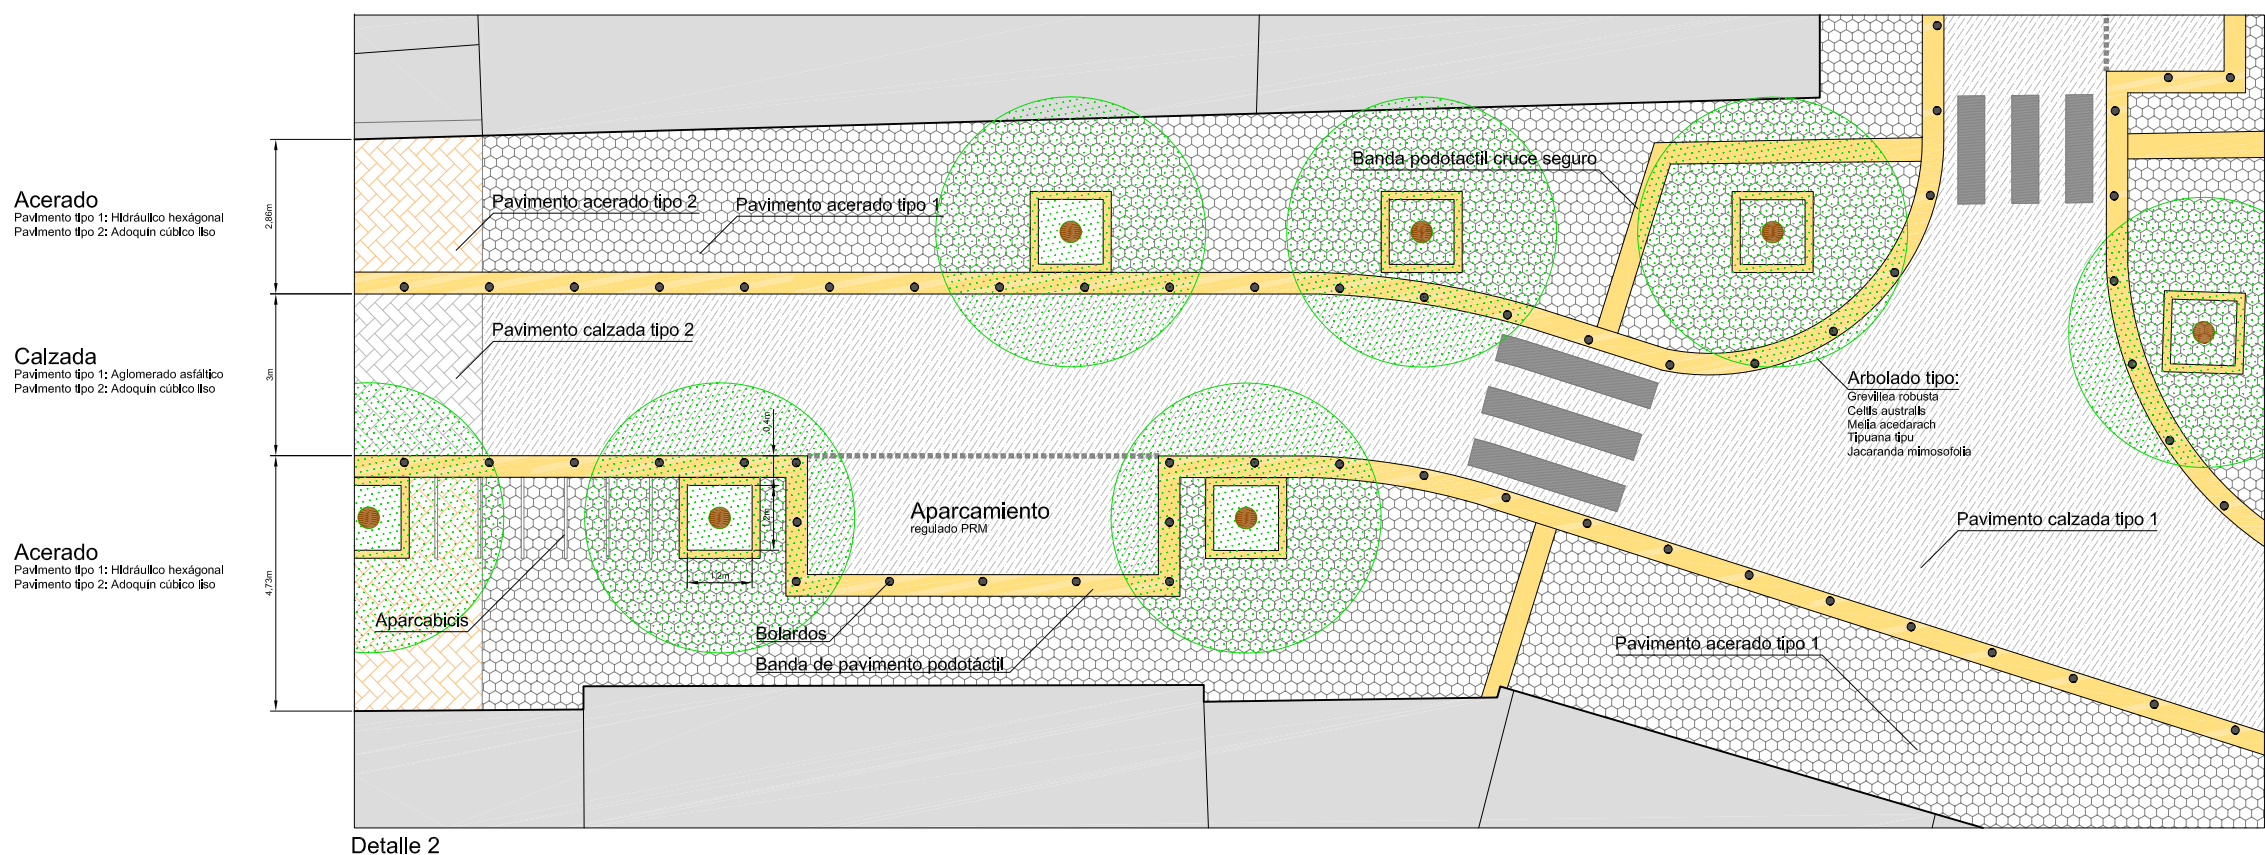 Acerado
Pavimento tipo 1: Hidráulico hexágonal
Pavimento tipo 2: Adoquín cúbico liso
2,86m
Pavimento acerado tipo 2
Pavimento acerado tipo 1
Banda podotactil cruce seguro
Calzada
Pavimento tipo 1: Aglomerado asfáltico
Pavimento tipo 2: Adoquín cúbico liso
3m
Pavimento calzada tipo 2
0,4m
Arbolado tipo:
Grevillea robusta
Celtis australis
Melia acedarach
Tipuana tipu
Jacaranda mimosofolia
Acerado
Pavimento tipo 1: Hidráulico hexágonal
Pavimento tipo 2: Adoquín cúbico liso
4,73m
Aparcamiento
regulado PRM
1,2m
1,2m
Pavimento calzada tipo 1
Aparcabicis
Bolardos
Banda de pavimento podotáctil
Pavimento acerado tipo 1
Detalle 2